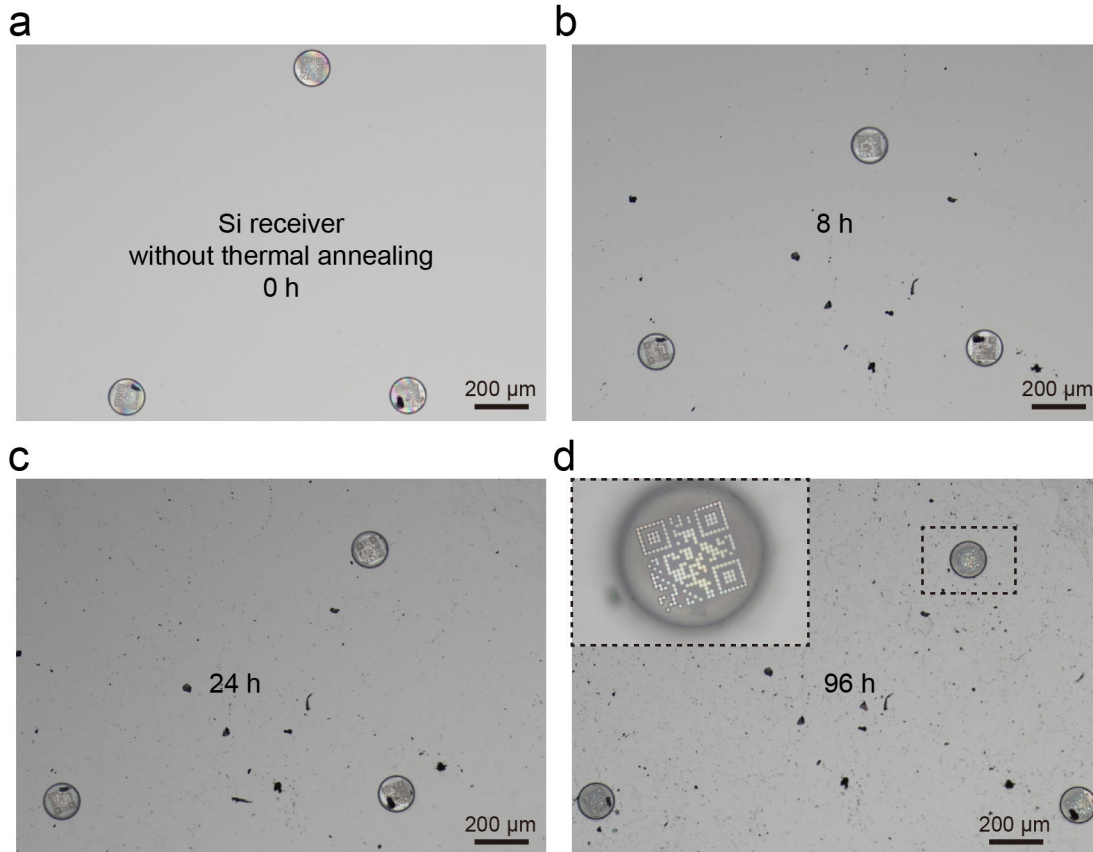 a
Si receiver
without thermal annealing
0 h
200 µm
b
8 h
200 µm
c
24 h
200 µm
d
96 h
200 µm